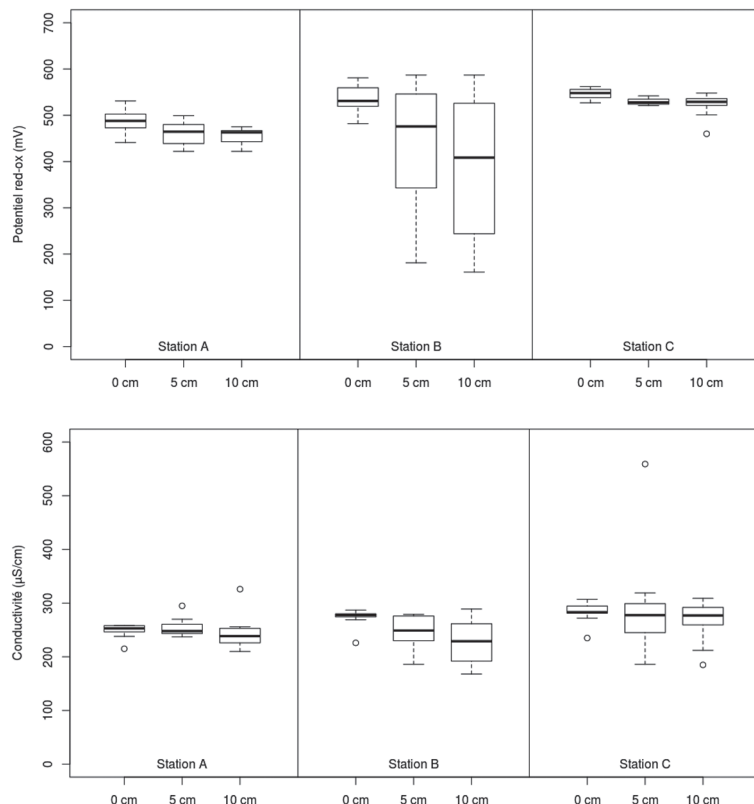 Potentiel red-ox (mV)
700
600
500
400
300
200
100
0
Station A
Station B
Station C
0 cm 5 cm 10 cm 0 cm 5 cm 10 cm 0 cm 5 cm 10 cm
Conductivité (µS/cm)
600
500
400
300
200
100
0
Station A
Station B
Station C
0 cm 5 cm 10 cm 0 cm 5 cm 10 cm 0 cm 5 cm 10 cm